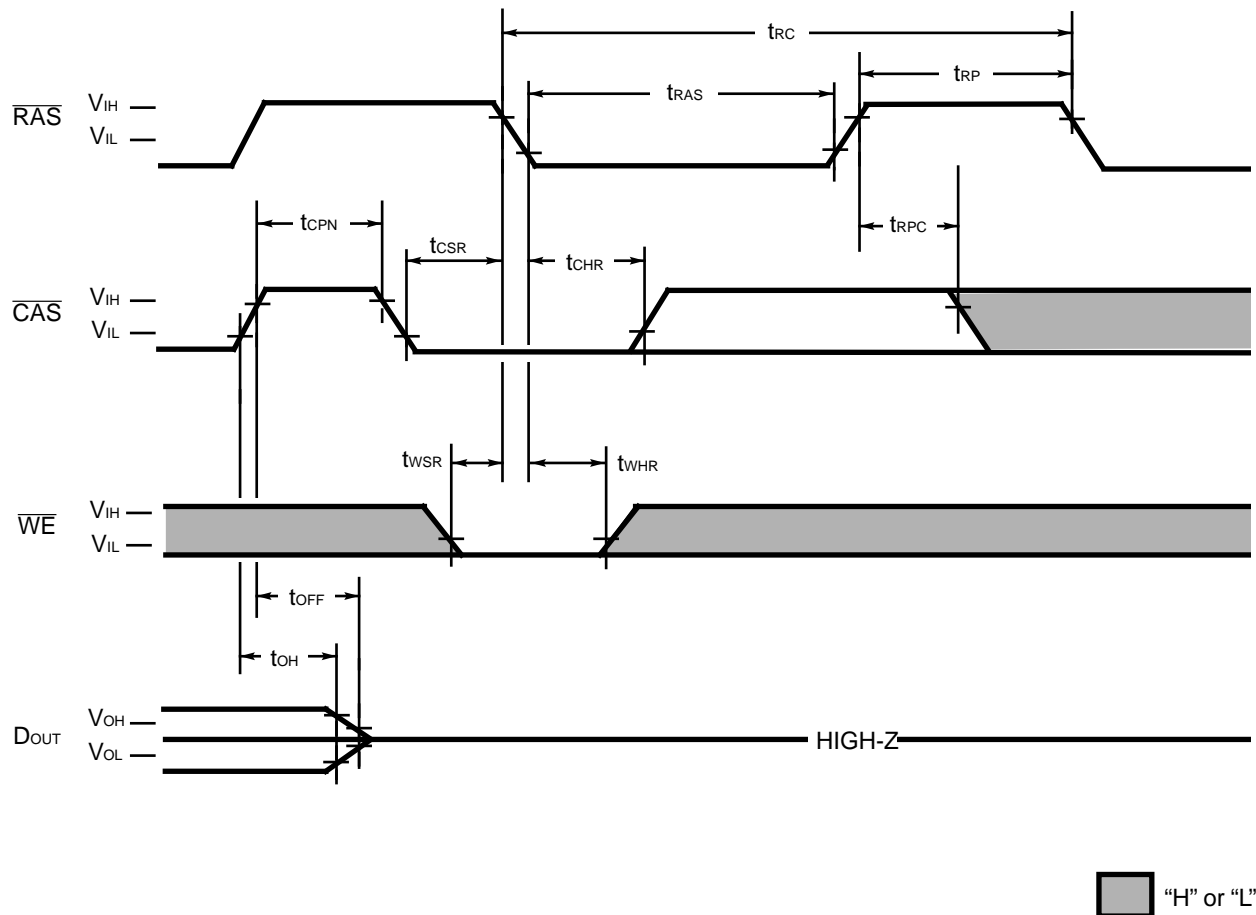 tRC
tRP
tRAS
RAS
VIH
VIL
tCPN
tRPC
tCSR
tCHR
CAS
VIH
VIL
tWSR
tWHR
WE
VIH
VIL
tOFF
tOH
DOUT
VOH
VOL
HIGH-Z
“H” or “L”